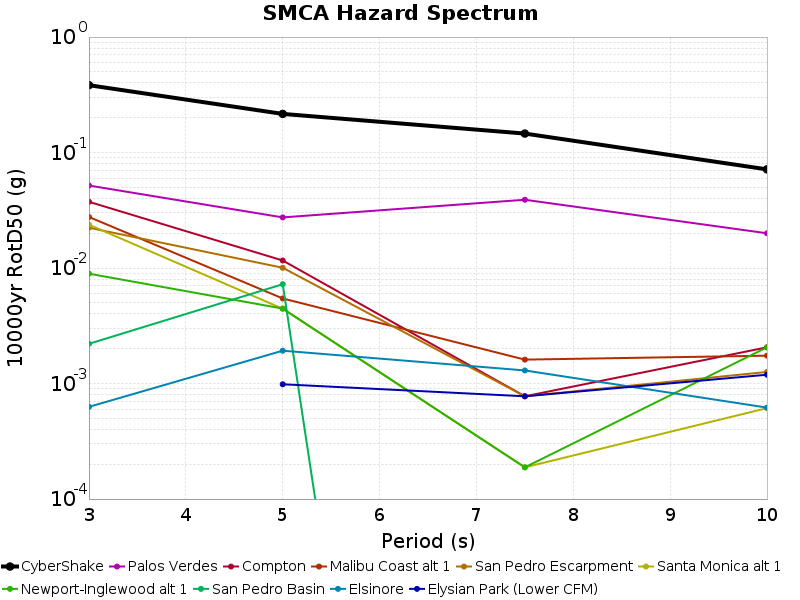 SMCA Hazard Spectrum
10000yr RotD50 (g)
10^0
10^-1
10^-2
10^-3
10^-4
3 4 5 6 7 8 9 10
Period (s)
CyberShake Palos Verdes Compton Malibu Coast alt 1 San Pedro Escarpment Santa Monica alt 1
Newport-Inglewood alt 1 San Pedro Basin Elsinore Elysian Park (Lower CFM)